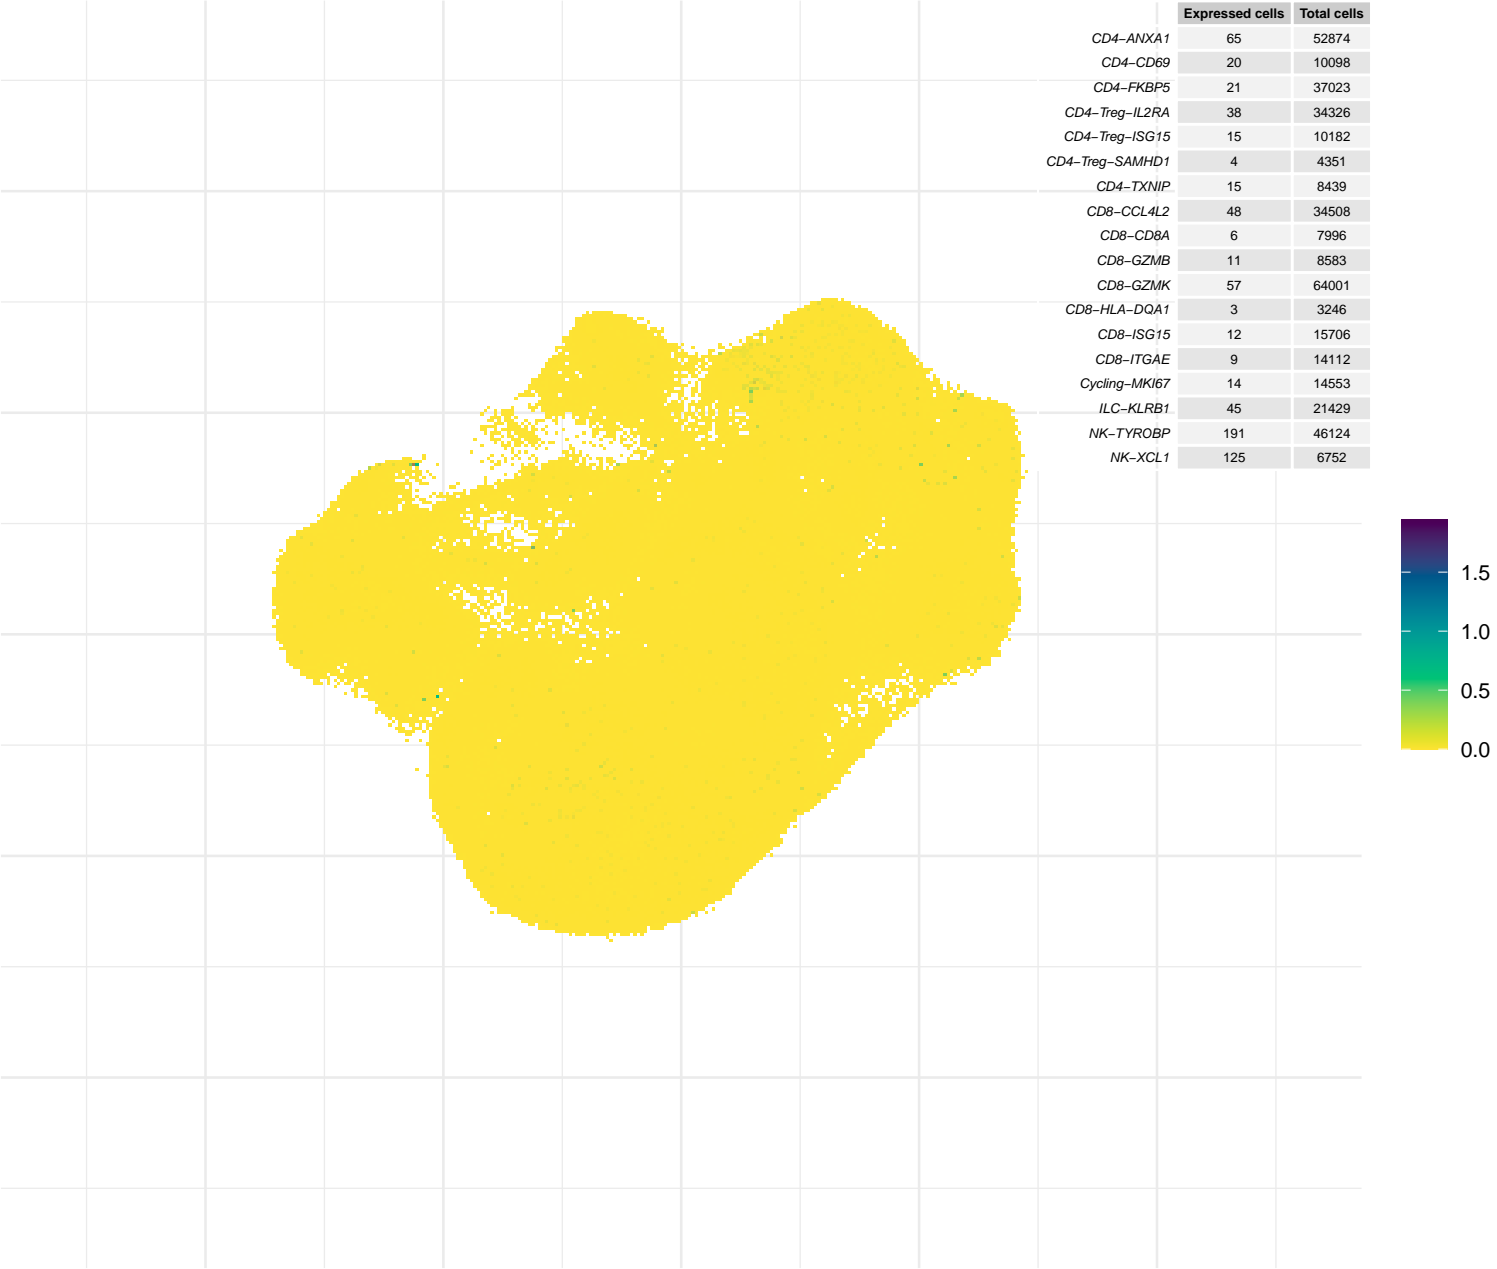 Expressed cells Total cells
CD4−ANXA1 65 52874
CD4−CD69 20 10098
CD4−FKBP5 21 37023
CD4−Treg−IL2RA 38 34326
CD4−Treg−ISG15 15 10182
CD4−Treg−SAMHD1 4 4351
CD4−TXNIP 15 8439
CD8−CCL4L2 48 34508
CD8−CD8A 6 7996
CD8−GZMB 11 8583
CD8−GZMK 57 64001
CD8−HLA−DQA1 3 3246
CD8−ISG15 12 15706
CD8−ITGAE 9 14112
Cycling−MKI67 14 14553
ILC−KLRB1 45 21429
NK−TYROBP 191 46124
NK−XCL1 125 6752
1.5
1.0
0.5
0.0